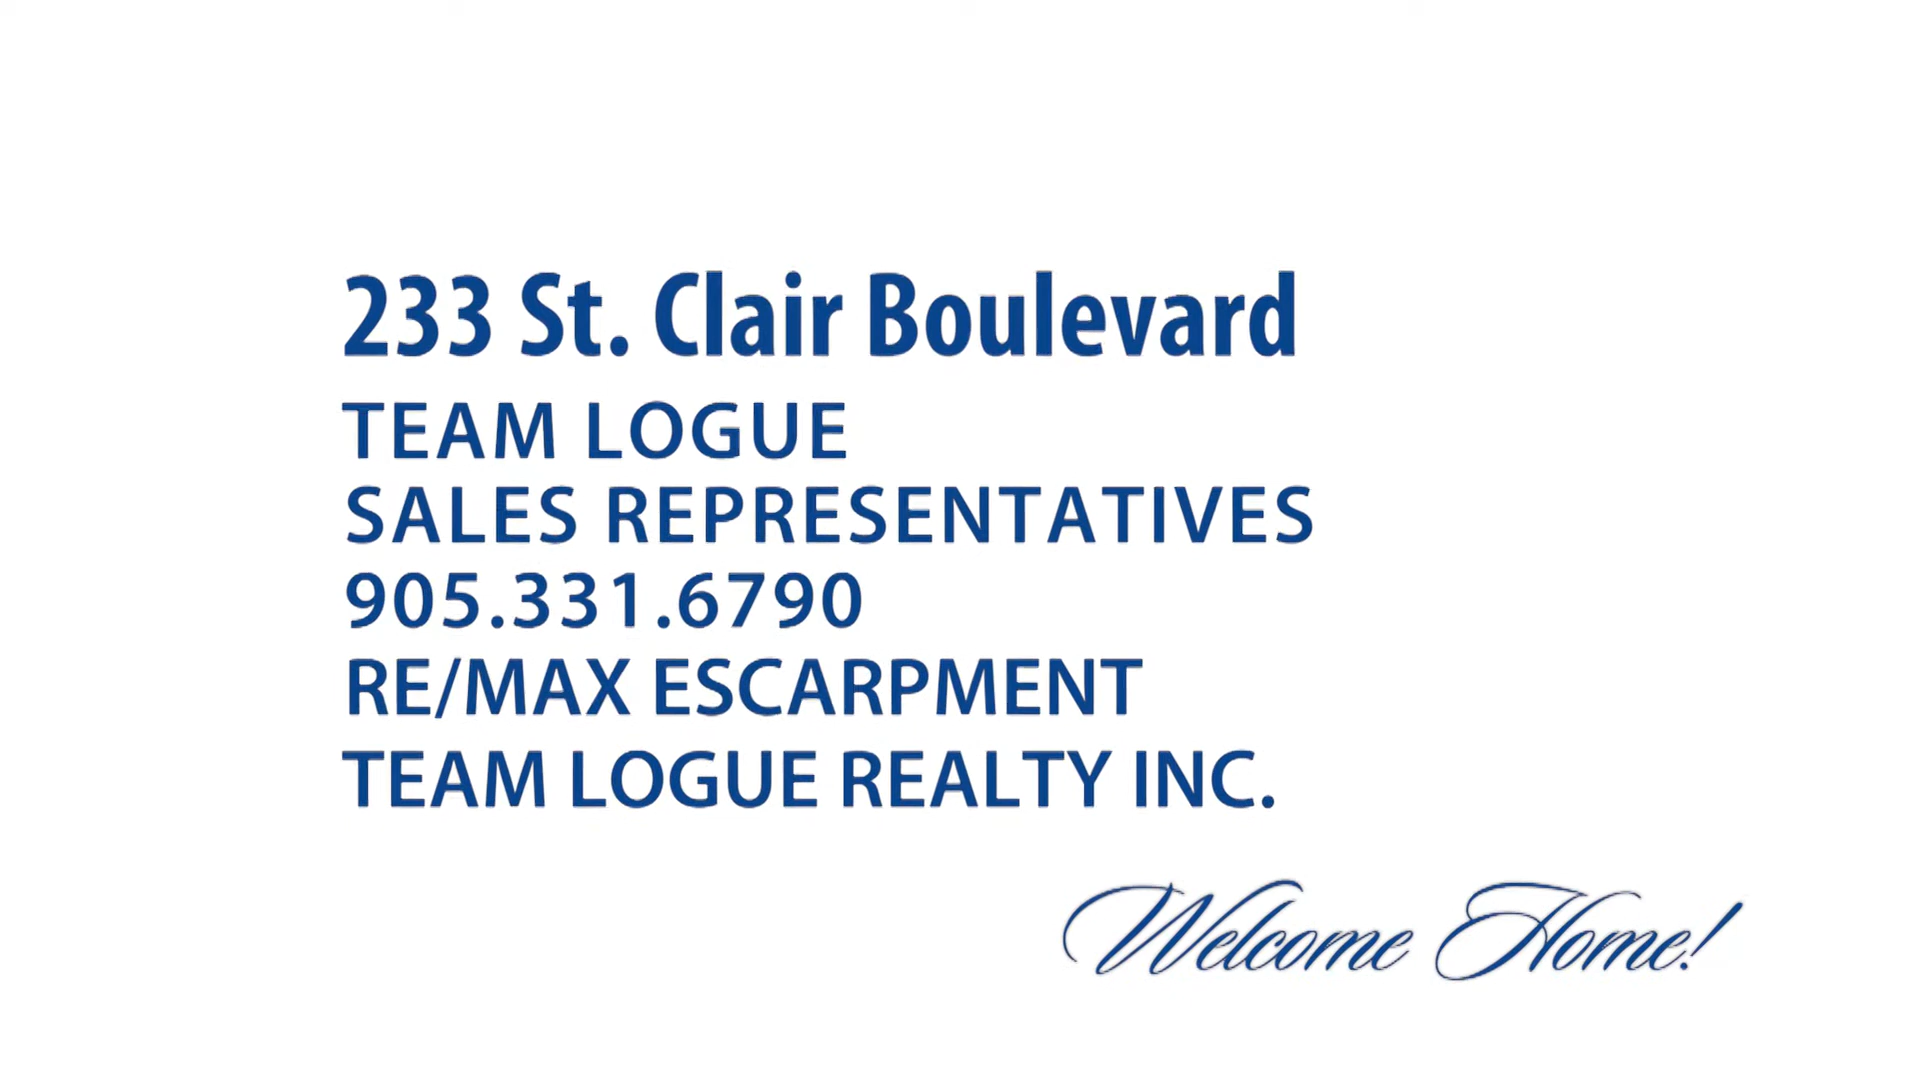 233 St. Clair Boulevard
TEAM LOGUE
SALES REPRESENTATIVES
905.331.6790
RE/MAX ESCARPMENT
TEAM LOGUE REALTY INC.
Welcome Home!